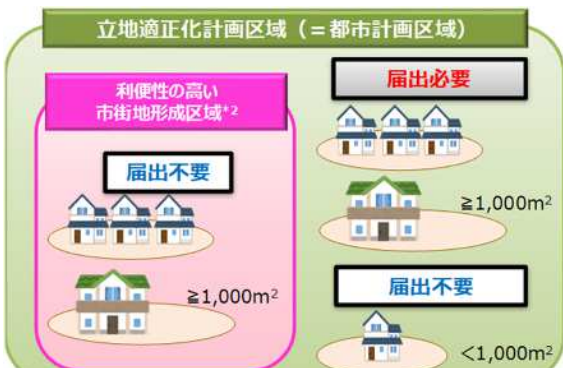 立地適正化計画区域（＝都市計画区域）
利便性の高い
市街地形成区域*2
届出不要
≧1,000m2
届出必要
≧1,000m2
届出不要
＜1,000m2